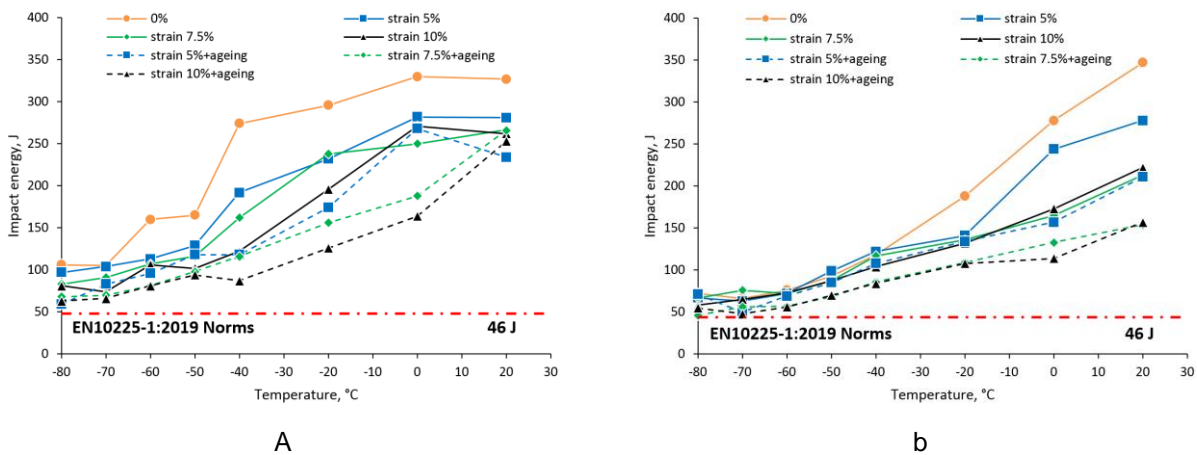 0%
strain 5%
strain 7.5%
strain 10%
strain 5%+ageing
strain 7.5%+ageing
strain 10%+ageing
Impact energy, J
400
350
300
250
200
150
100
50
0
EN10225-1:2019 Norms
46 J
-80 -70 -60 -50 -40 -30 -20 -10 0 10 20 30
Temperature, °C
A
0%
strain 5%
strain 7.5%
strain 10%
strain 5%+ageing
strain 7.5%+ageing
strain 10%+ageing
Impact energy, J
400
350
300
250
200
150
100
50
0
EN10225-1:2019 Norms
46 J
-80 -70 -60 -50 -40 -30 -20 -10 0 10 20 30
Temperature, °C
b